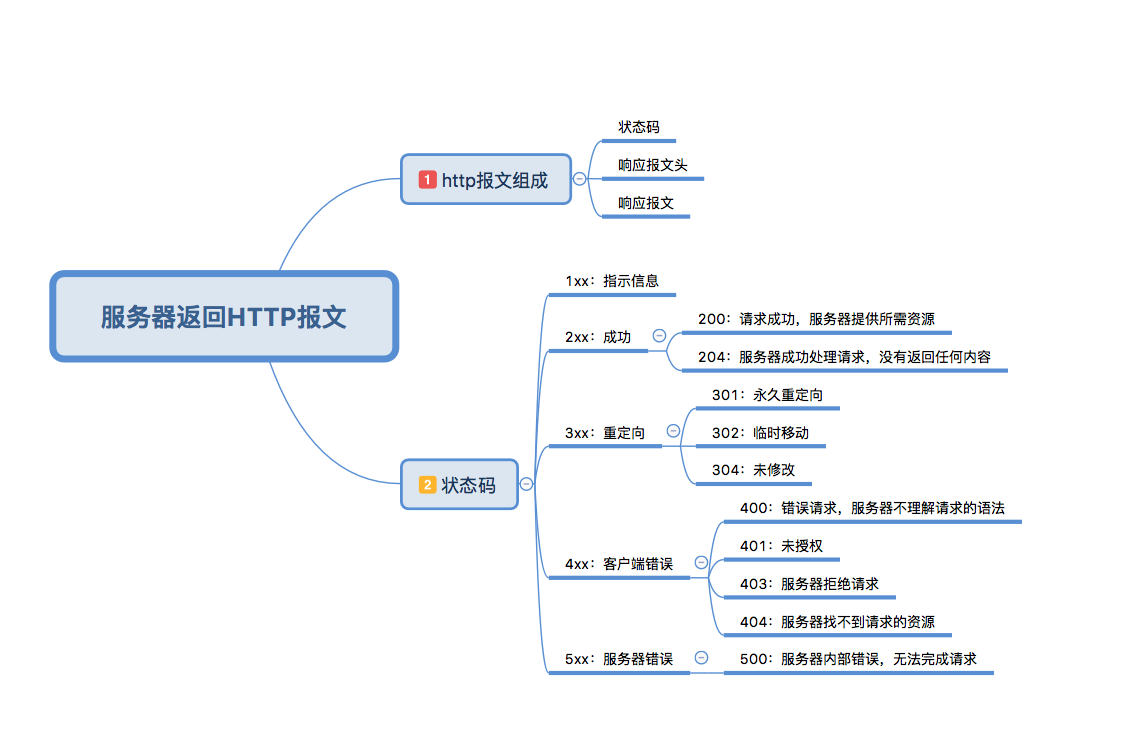 服务器返回HTTP报文
1 http报文组成
状态码
响应报文头
响应报文
2 状态码
1xx：指示信息
2xx：成功
200：请求成功，服务器提供所需资源
204：服务器成功处理请求，没有返回任何内容
3xx：重定向
301：永久重定向
302：临时移动
304：未修改
4xx：客户端错误
400：错误请求，服务器不理解请求的语法
401：未授权
403：服务器拒绝请求
404：服务器找不到请求的资源
5xx：服务器错误
500：服务器内部错误，无法完成请求